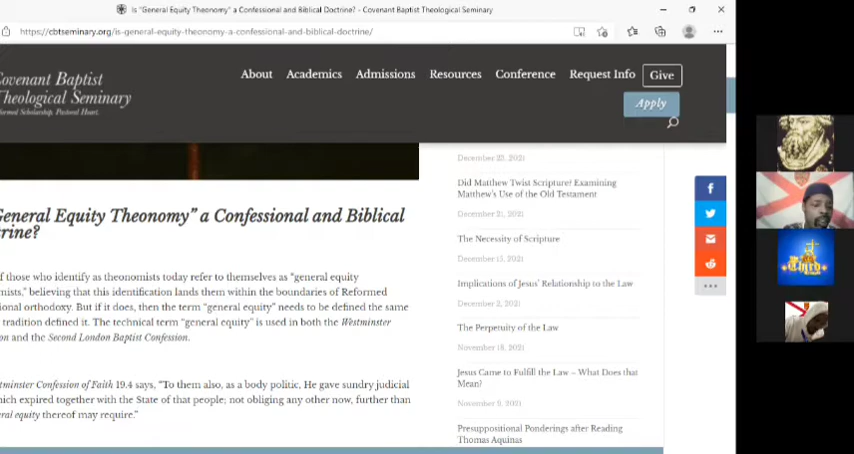 Is "General Equity Theonomy" a Confessional and Biblical Doctrine? - Covenant Baptist Theological Seminary
https://cbtseminary.org/is-general-equity-theonomy-a-confessional-and-biblical-doctrine/
ovenant Baptist
heological Seminary
formed Scholarship. Pastoral Heart.
About Academics Admissions Resources Conference Request Info Give
Apply
General Equity Theonomy" a Confessional and Biblical
rine?
f those who identify as theonomists today refer to themselves as "general equity
mists," believing that this identification lands them within the boundaries of Reformed
ional orthodoxy. But if it does, then the term "general equity" needs to be defined the same
tradition defined it. The technical term "general equity" is used in both the Westminster
on and the Second London Baptist Confession.
tminster Confession of Faith 19.4 says, "To them also, as a body politic, He gave sundry judicial
hich expired together with the State of that people; not obliging any other now, further than
eral equity thereof may require."
December 23, 2021
Did Matthew Twist Scripture? Examining
Matthew's Use of the Old Testament
December 21, 2021
The Necessity of Scripture
December 15, 2021
Implications of Jesus' Relationship to the Law
December 2, 2021
The Perpetuity of the Law
November 18, 2021
Jesus Came to Fulfill the Law – What Does that
Mean?
November 9, 2021
Presuppositional Ponderings after Reading
Thomas Aquinas